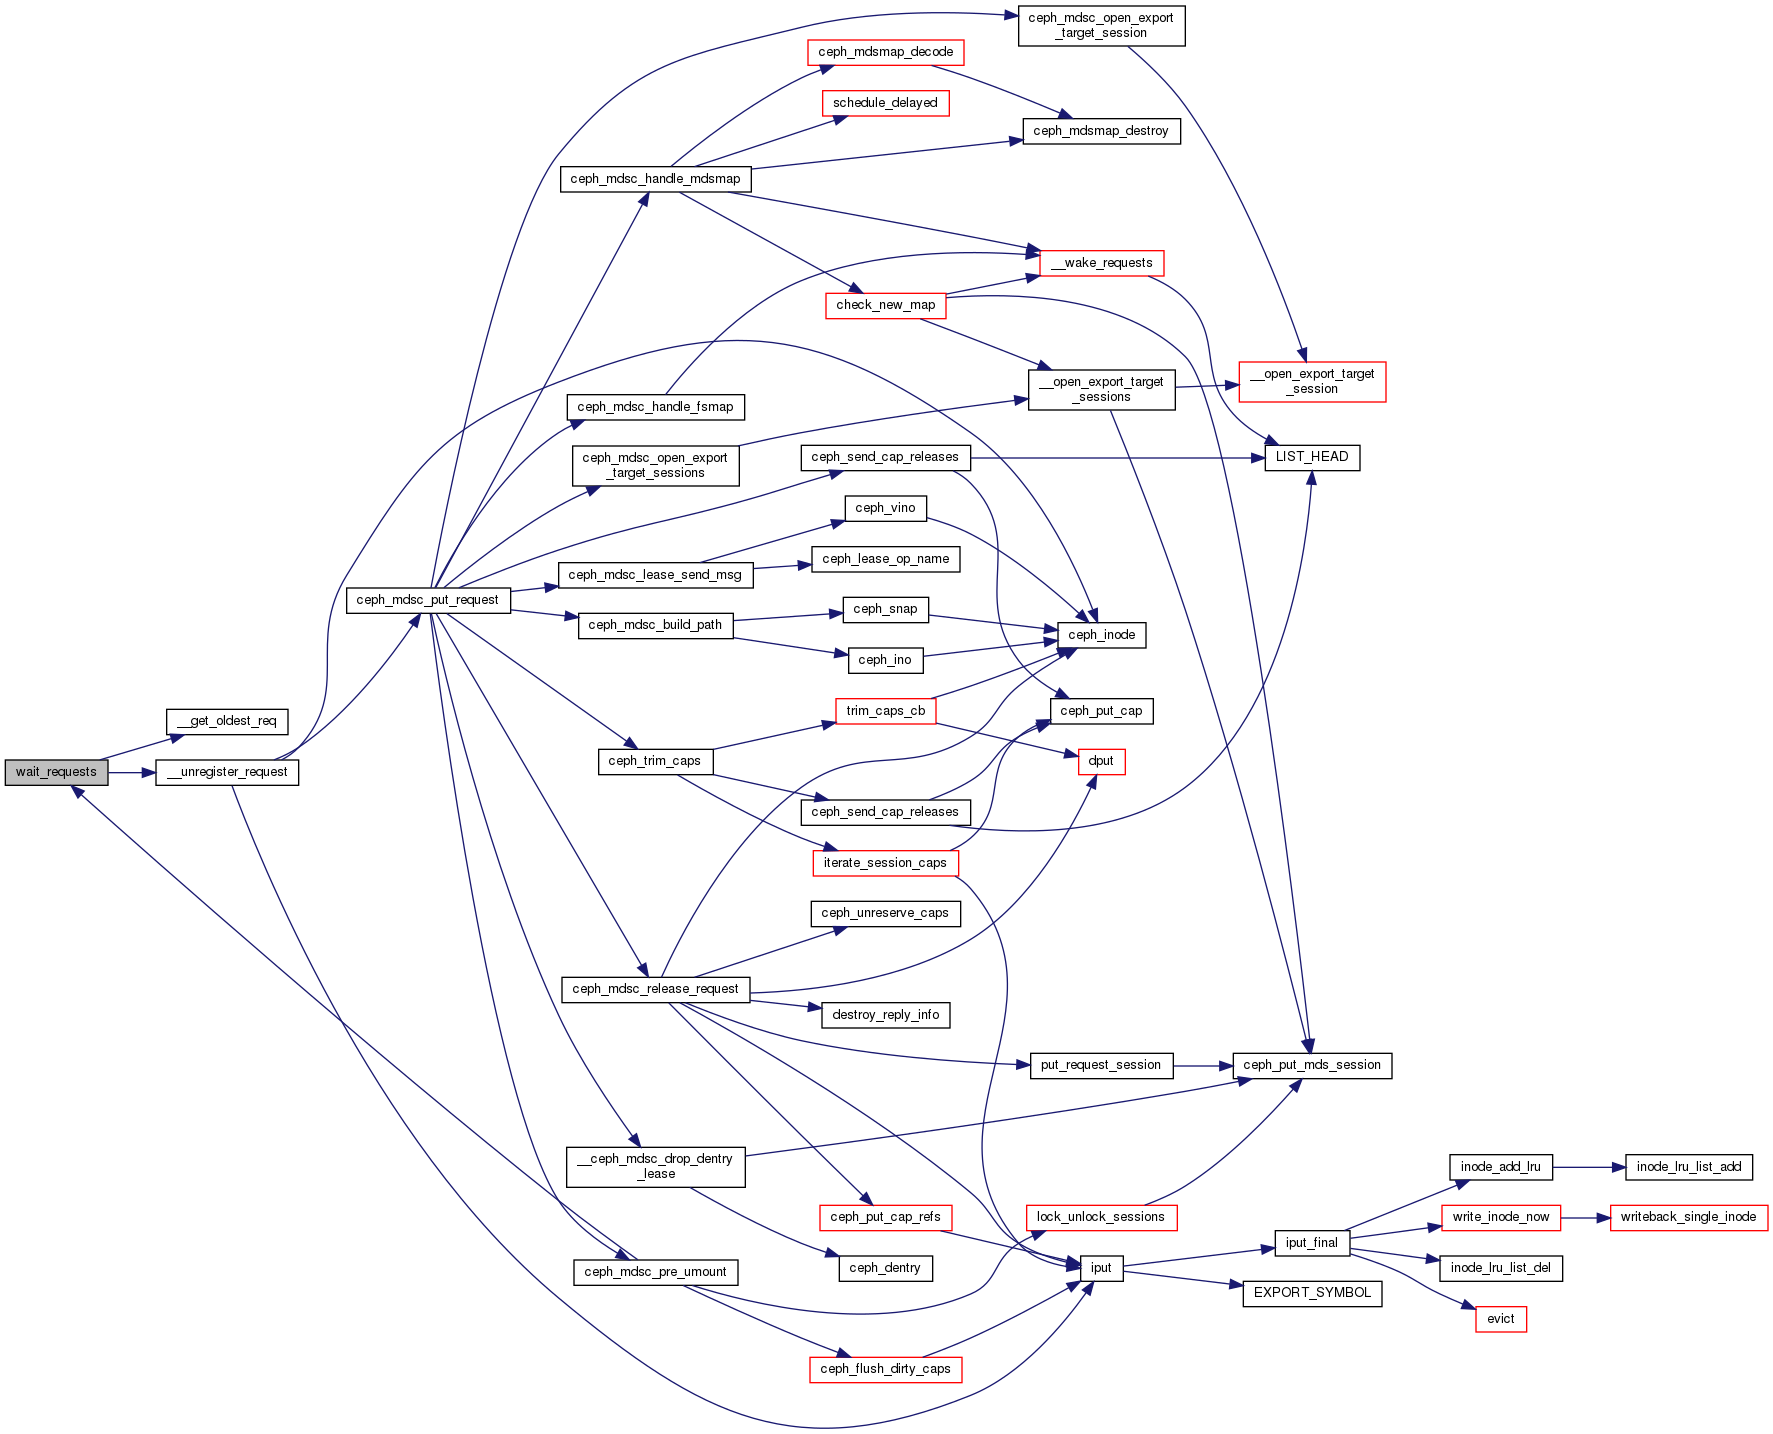 ceph_mdsc_open_export
_target_session
ceph_mdsmap_decode
schedule_delayed
ceph_mdsmap_destroy
ceph_mdsc_handle_mdsmap
__wake_requests
check_new_map
__open_export_target
_session
__open_export_target
_sessions
ceph_mdsc_handle_fsmap
ceph_mdsc_open_export
_target_sessions
ceph_send_cap_releases
LIST_HEAD
ceph_vino
ceph_lease_op_name
ceph_mdsc_lease_send_msg
ceph_mdsc_put_request
ceph_snap
ceph_mdsc_build_path
ceph_inode
ceph_ino
trim_caps_cb
ceph_put_cap
__get_oldest_req
wait_requests
__unregister_request
ceph_trim_caps
dput
ceph_send_cap_releases
iterate_session_caps
ceph_unreserve_caps
ceph_mdsc_release_request
destroy_reply_info
put_request_session
ceph_put_mds_session
__ceph_mdsc_drop_dentry
_lease
inode_add_lru
inode_lru_list_add
ceph_put_cap_refs
lock_unlock_sessions
write_inode_now
writeback_single_inode
iput_final
ceph_mdsc_pre_umount
ceph_dentry
iput
inode_lru_list_del
EXPORT_SYMBOL
evict
ceph_flush_dirty_caps